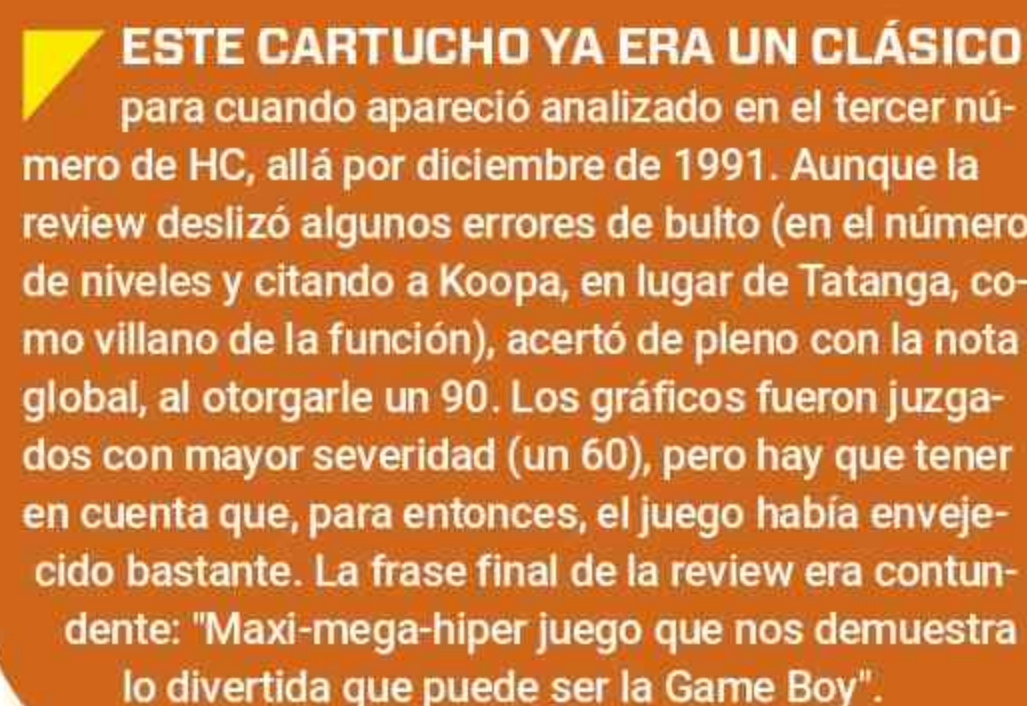 ESTE CARTUCHO YA ERA UN CLÁSICO
para cuando apareció analizado en el tercer nú-
mero de HC, allá por diciembre de 1991. Aunque la
review deslizó algunos errores de bulto (en el número
de niveles y citando a Koopa, en lugar de Tatanga, co-
mo villano de la función), acertó de pleno con la nota
global, al otorgarle un 90. Los gráficos fueron juzga-
dos con mayor severidad (un 60), pero hay que tener
en cuenta que, para entonces, el juego había enveje-
cido bastante. La frase final de la review era contun-
dente: "Maxi-mega-hiper juego que nos demuestra
lo divertida que puede ser la Game Boy".